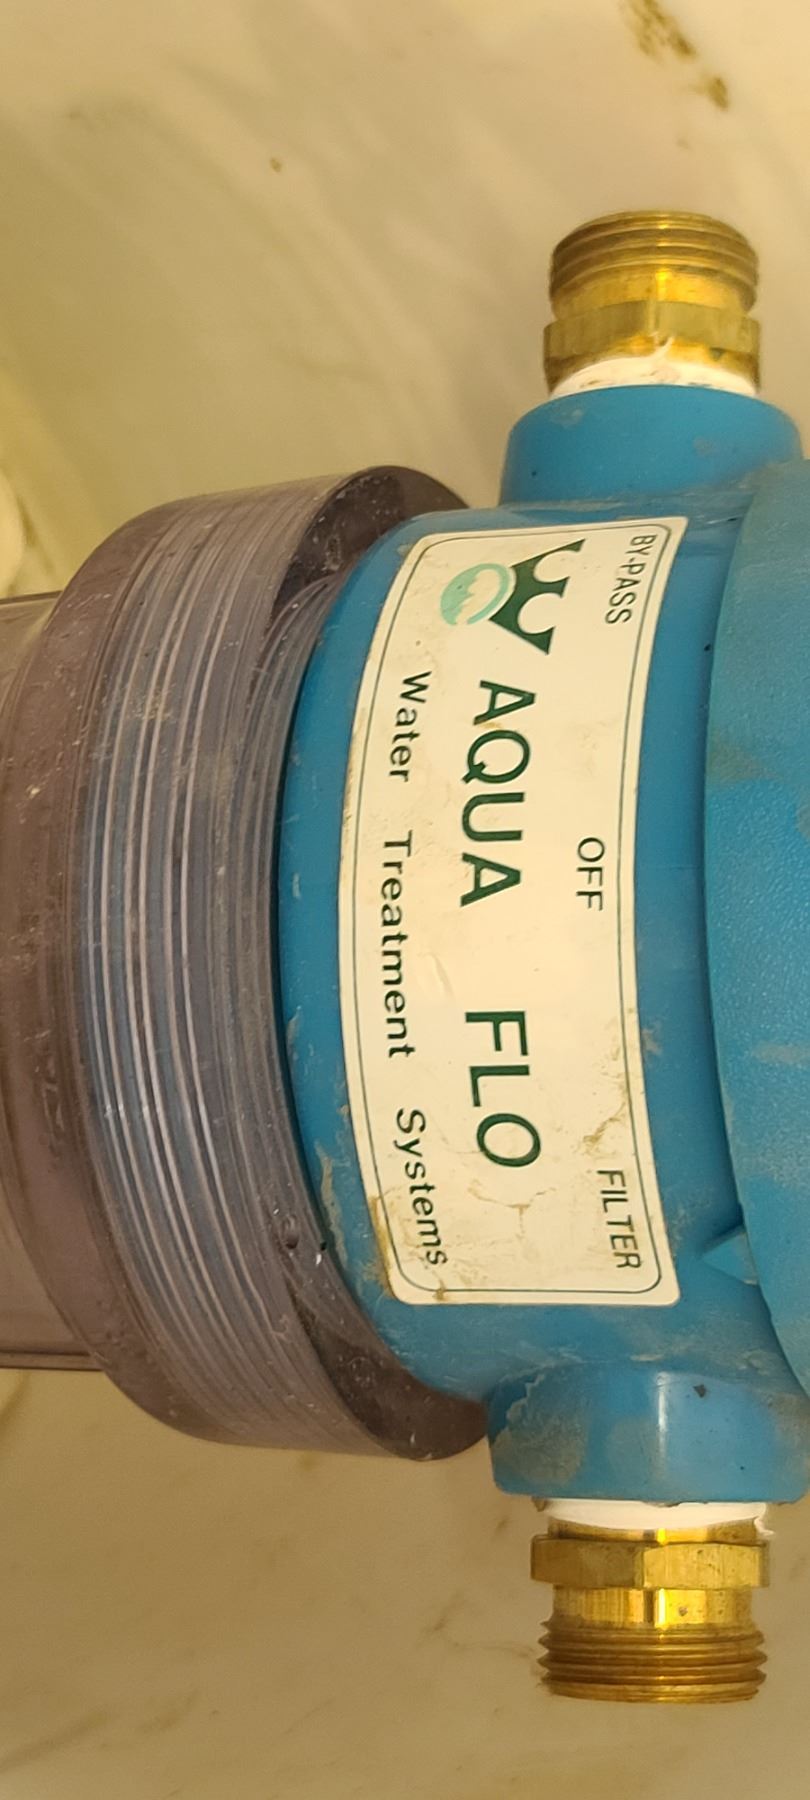 BY-PASS OFF FILTER
AQUA FLO
Water Treatment Systems